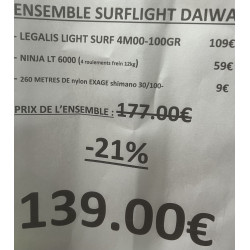 ENSEMBLE SURFLIGHT DAIWA
- LEGALIS LIGHT SURF 4M00-100GR 109€
- NINJA LT 6000 (4 roulements frein 12kg) 59€
- 260 METRES DE nylon EXAGE shimano 30/100- 9€
PRIX DE L'ENSEMBLE : 177.00€
-21%
139.00€